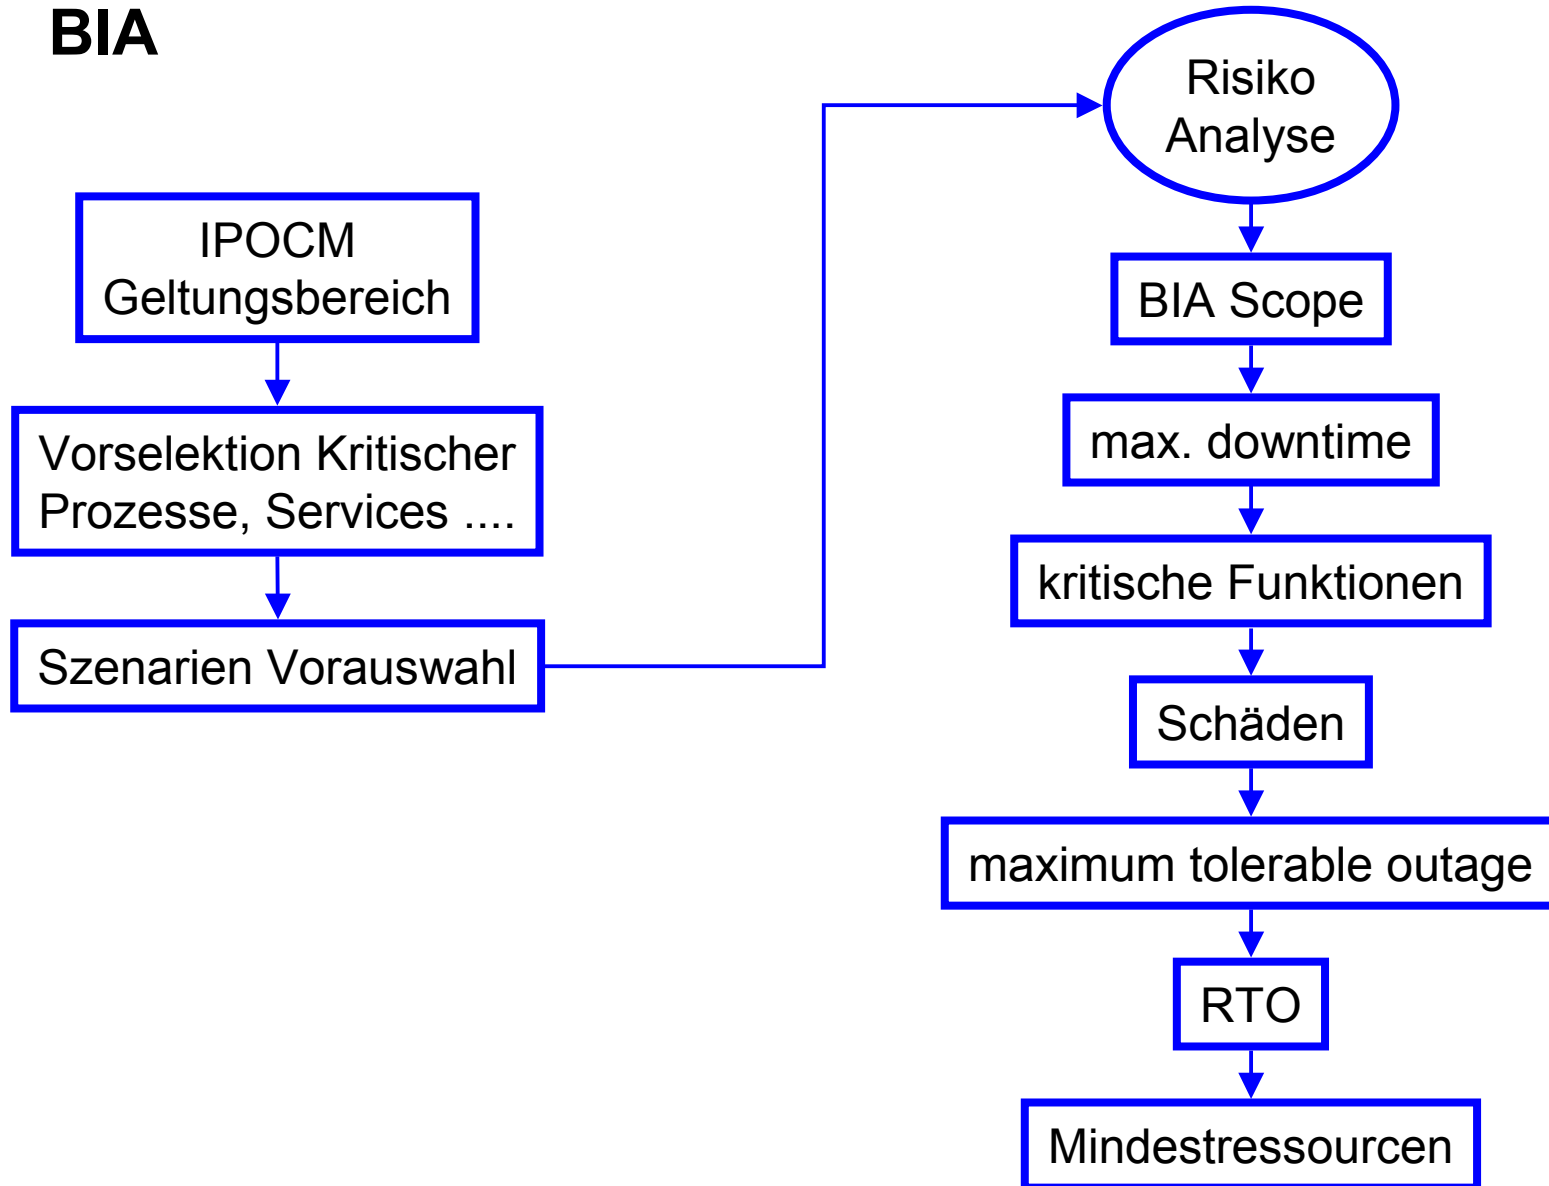 BIA
IPOCM
Geltungsbereich
Vorselektion Kritischer
Prozesse, Services ....
Szenarien Vorauswahl
Risiko
Analyse
BIA Scope
max. downtime
kritische Funktionen
Schäden
maximum tolerable outage
RTO
Mindestressourcen